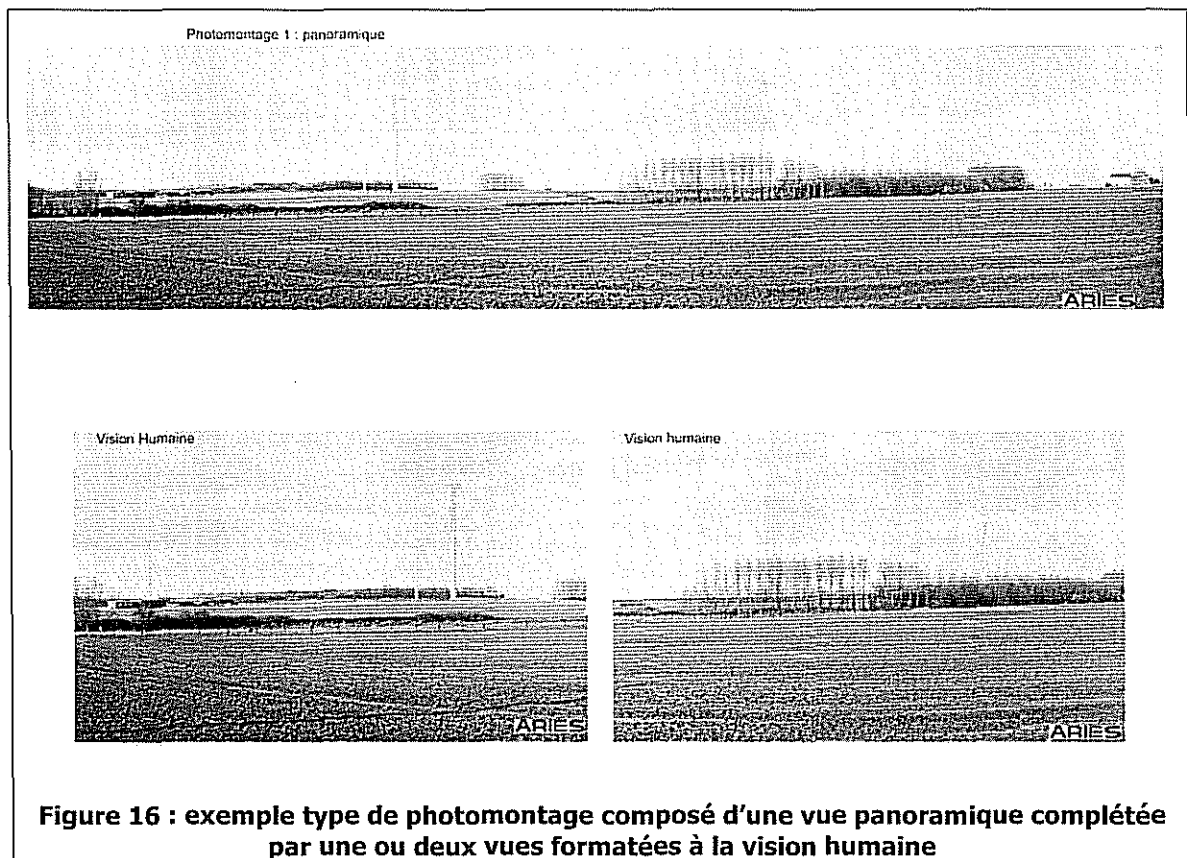 Photomontage 1 : panoramique
ARIES
Vision Humaine
ARIES
Vision humaine
ARIES
Figure 16 : exemple type de photomontage composé d'une vue panoramique complétée
par une ou deux vues formatées à la vision humaine